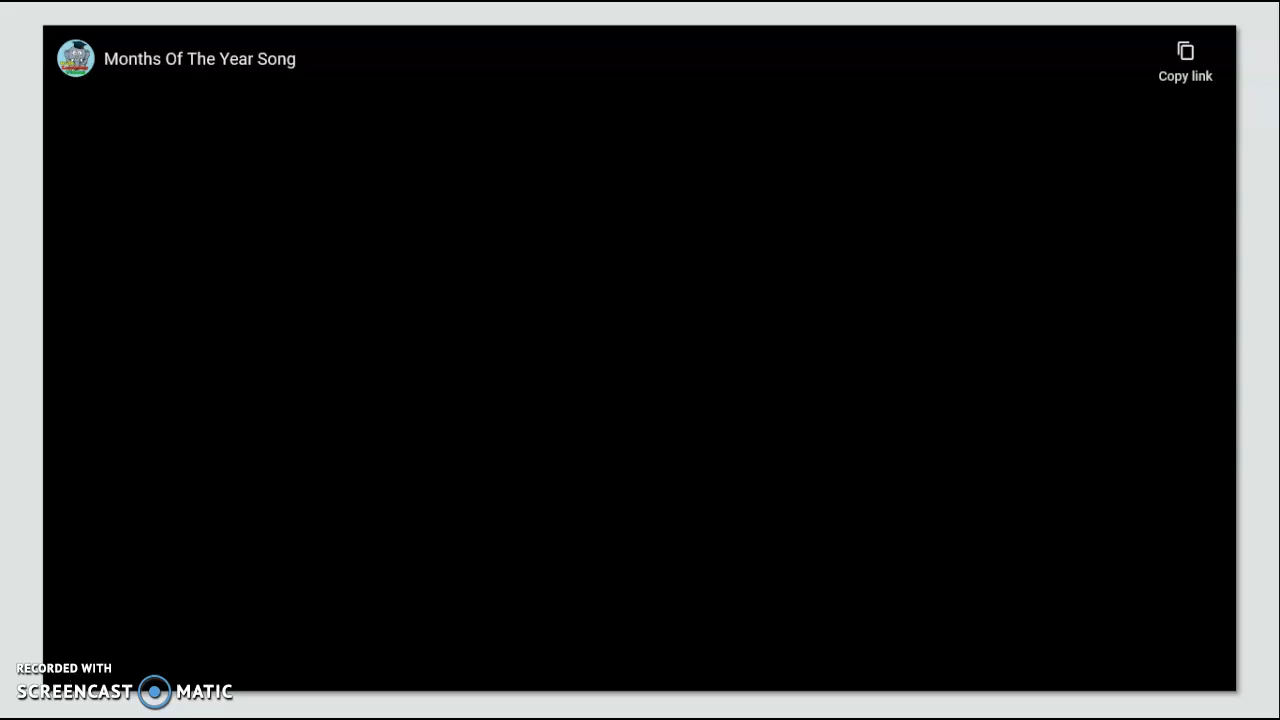 Months Of The Year Song
Copy link
RECORDED WITH
SCREENCAST MATIC